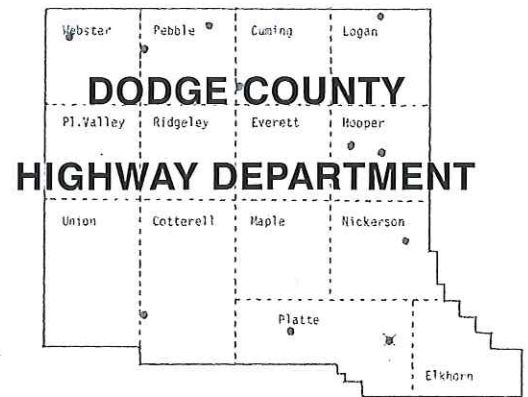 Webster Pebble Cuming Logan
DODGE COUNTY
Pl.Valley Ridgeley Everett Hooper
HIGHWAY DEPARTMENT
Union Cotterell Maple Nickerson
Platte
Elkhorn